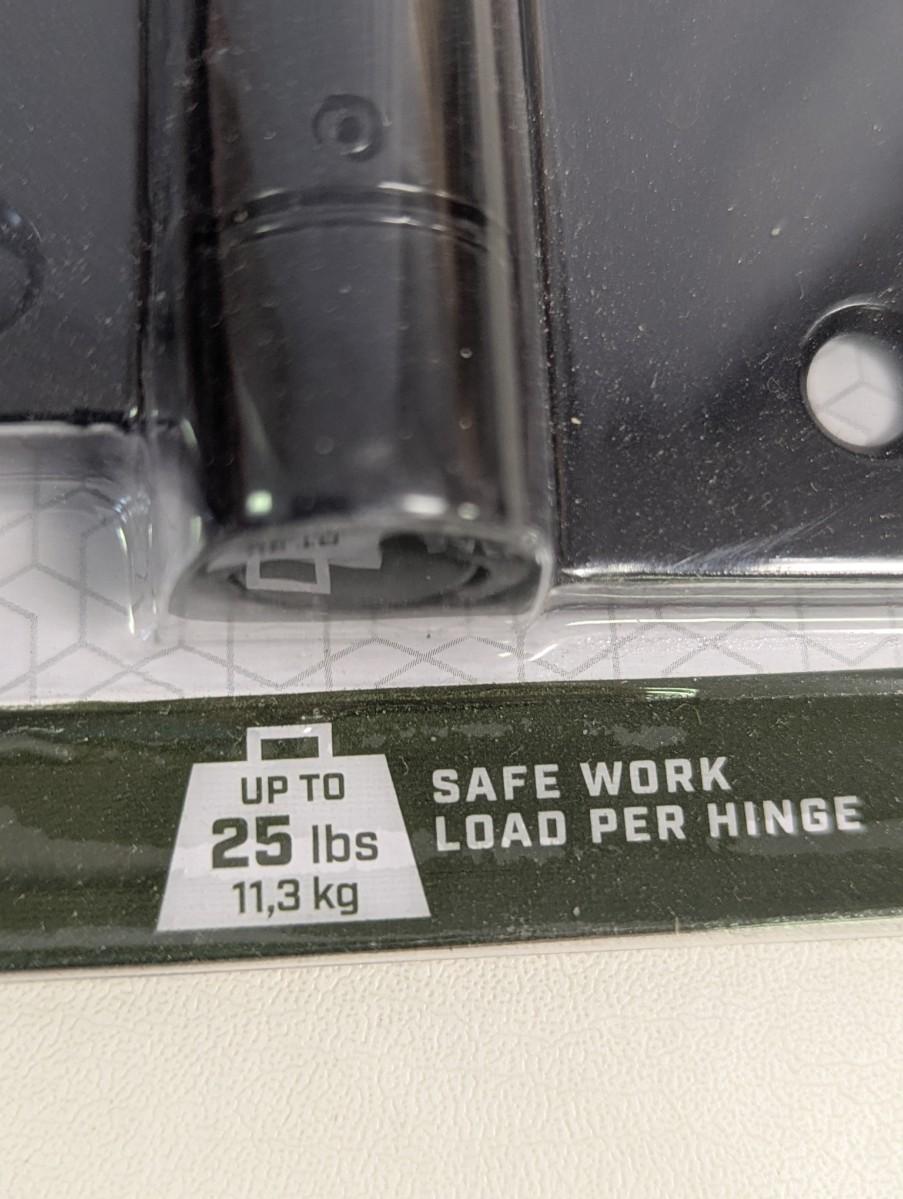 UP TO
25 lbs
11,3 kg
SAFE WORK
LOAD PER HINGE